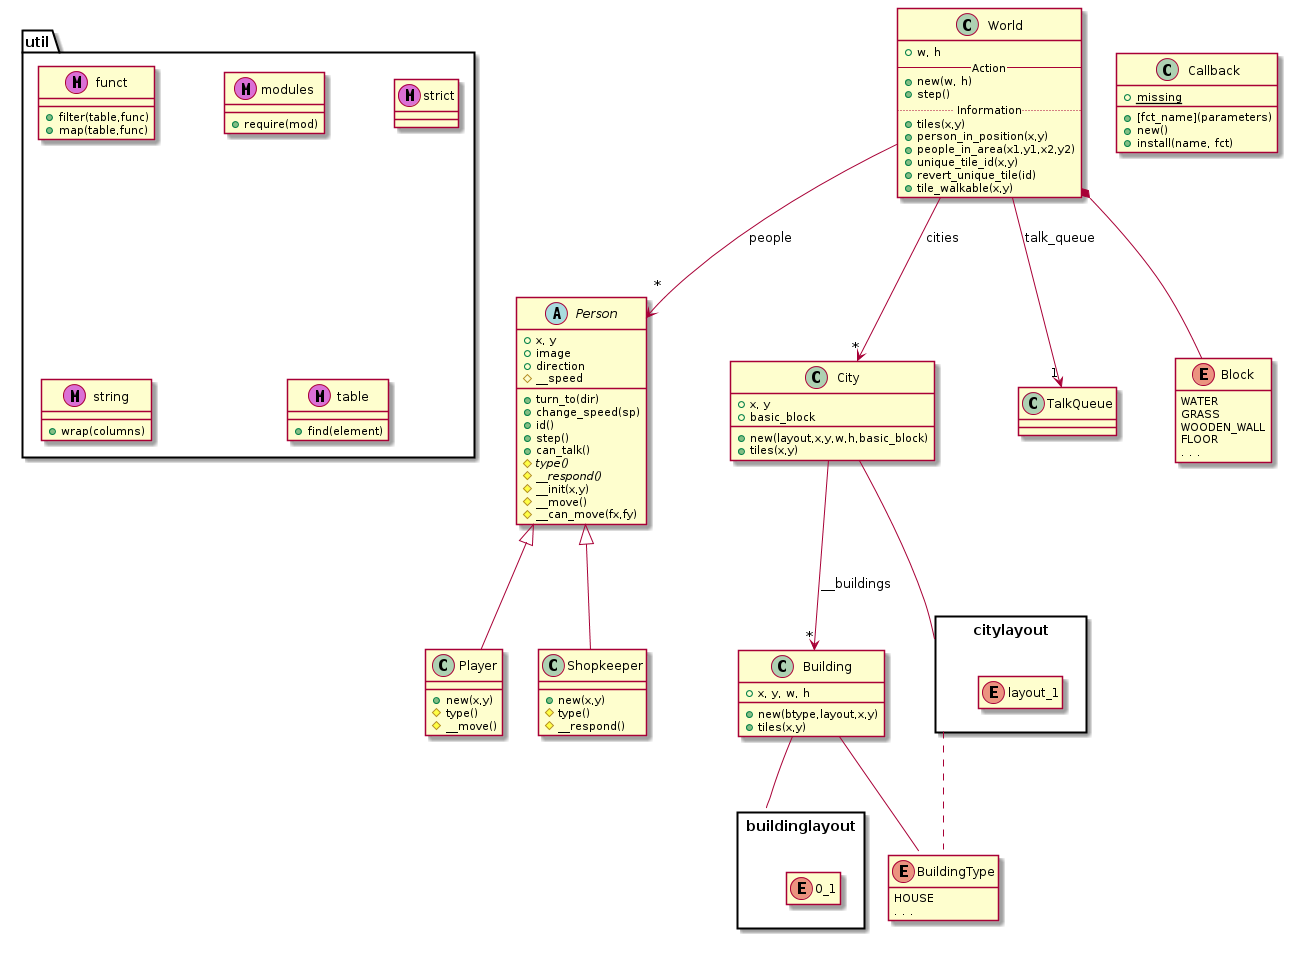 util
M funct
filter(table,func)
map(table,func)
M modules
require(mod)
M strict
M string
wrap(columns)
M table
find(element)
C World
w, h
Action
new(w, h)
step()
Information
tiles(x,y)
person_in_position(x,y)
people_in_area(x1,y1,x2,y2)
unique_tile_id(x,y)
revert_unique_tile(id)
tile_walkable(x,y)
C Callback
missing
[fct_name](parameters)
new()
install(name, fct)
people
*
cities
*
talk_queue
1
A Person
x, y
image
direction
__speed
turn_to(dir)
change_speed(sp)
id()
step()
can_talk()
type()
__respond()
__init(x,y)
__move()
__can_move(fx,fy)
C City
x, y
basic_block
new(layout,x,y,w,h,basic_block)
tiles(x,y)
C TalkQueue
E Block
WATER
GRASS
WOODEN_WALL
FLOOR
. . .
__buildings
*
C Player
new(x,y)
type()
__move()
C Shopkeeper
new(x,y)
type()
__respond()
C Building
x, y, w, h
new(btype,layout,x,y)
tiles(x,y)
citylayout
E layout_1
buildinglayout
E 0_1
E BuildingType
HOUSE
. . .